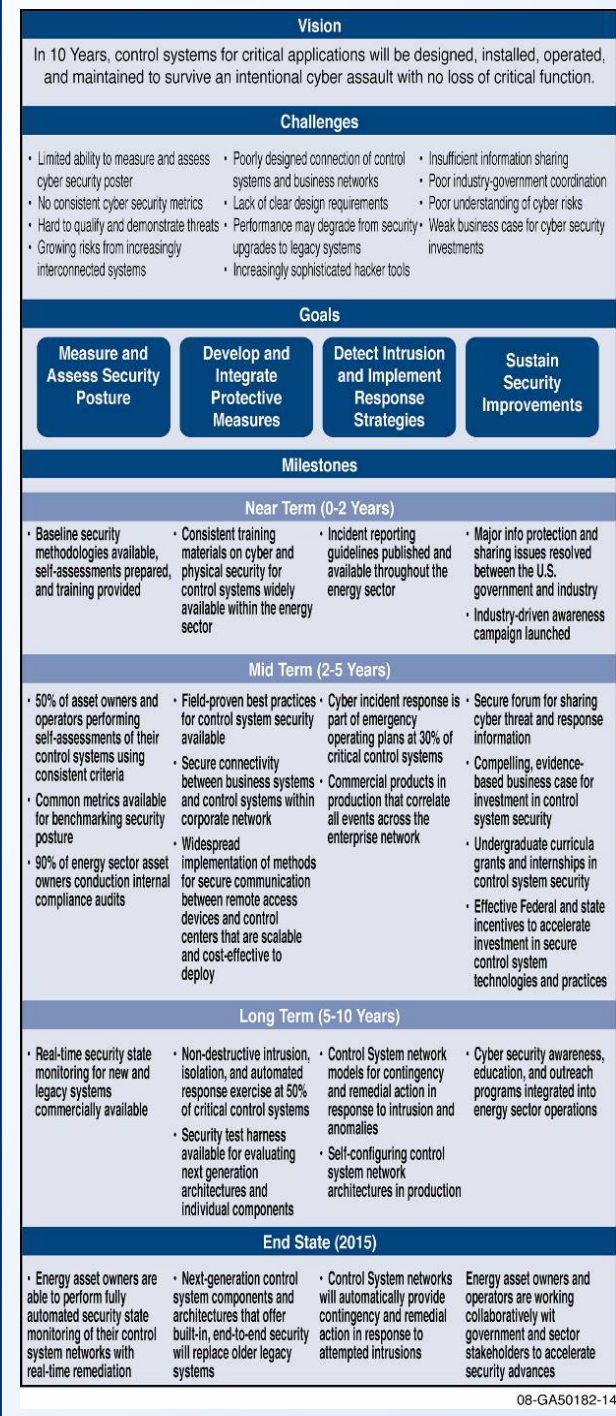 Vision
In 10 Years, control systems for critical applications will be designed, installed, operated,
and maintained to survive an intentional cyber assault with no loss of critical function.
Challenges
• Limited ability to measure and assess
cyber security poster
• No consistent cyber security metrics
• Hard to qualify and demonstrate threats
• Growing risks from increasingly
interconnected systems
• Poorly designed connection of control
systems and business networks
• Lack of clear design requirements
• Performance may degrade from security
upgrades to legacy systems
• Increasingly sophisticated hacker tools
• Insufficient information sharing
• Poor industry-government coordination
• Poor understanding of cyber risks
• Weak business case for cyber security
investments
Goals
Measure and
Assess Security
Posture
Develop and
Integrate
Protective
Measures
Detect Intrusion
and Implement
Response
Strategies
Sustain
Security
Improvements
Milestones
Near Term (0-2 Years)
• Baseline security
methodologies available,
self-assessments prepared,
and training provided
• Consistent training
materials on cyber and
physical security for
control systems widely
available within the energy
sector
• Incident reporting
guidelines published and
available throughout the
energy sector
• Major info protection and
sharing issues resolved
between the U.S.
government and industry
• Industry-driven awareness
campaign launched
Mid Term (2-5 Years)
• 50% of asset owners and
operators performing
self-assessments of their
control systems using
consistent criteria
• Common metrics available
for benchmarking security
posture
• 90% of energy sector asset
owners conduction internal
compliance audits
• Field-proven best practices
for control system security
available
• Secure connectivity
between business systems
and control systems within
corporate network
• Widespread
implementation of methods
for secure communication
between remote access
devices and control
centers that are scalable
and cost-effective to
deploy
• Cyber incident response is
part of emergency
operating plans at 30% of
critical control systems
• Commercial products in
production that correlate
all events across the
enterprise network
• Secure forum for sharing
cyber threat and response
information
• Compelling, evidence-
based business case for
investment in control
system security
• Undergraduate curricula
grants and internships in
control system security
• Effective Federal and state
incentives to accelerate
investment in secure
control system
technologies and practices
Long Term (5-10 Years)
• Real-time security state
monitoring for new and
legacy systems
commercially available
• Non-destructive intrusion,
isolation, and automated
response exercise at 50%
of critical control systems
• Security test harness
available for evaluating
next generation
architectures and
individual components
• Control System network
models for contingency
and remedial action in
response to intrusion and
anomalies
• Self-configuring control
system network
architectures in production
• Cyber security awareness,
education, and outreach
programs integrated into
energy sector operations
End State (2015)
• Energy asset owners are
able to perform fully
automated security state
monitoring of their control
system networks with
real-time remediation
• Next-generation control
system components and
architectures that offer
built-in, end-to-end security
will replace older legacy
systems
• Control System networks
will automatically provide
contingency and remedial
action in response to
attempted intrusions
Energy asset owners and
operators are working
collaboratively wit
government and sector
stakeholders to accelerate
security advances
08-GA50182-14